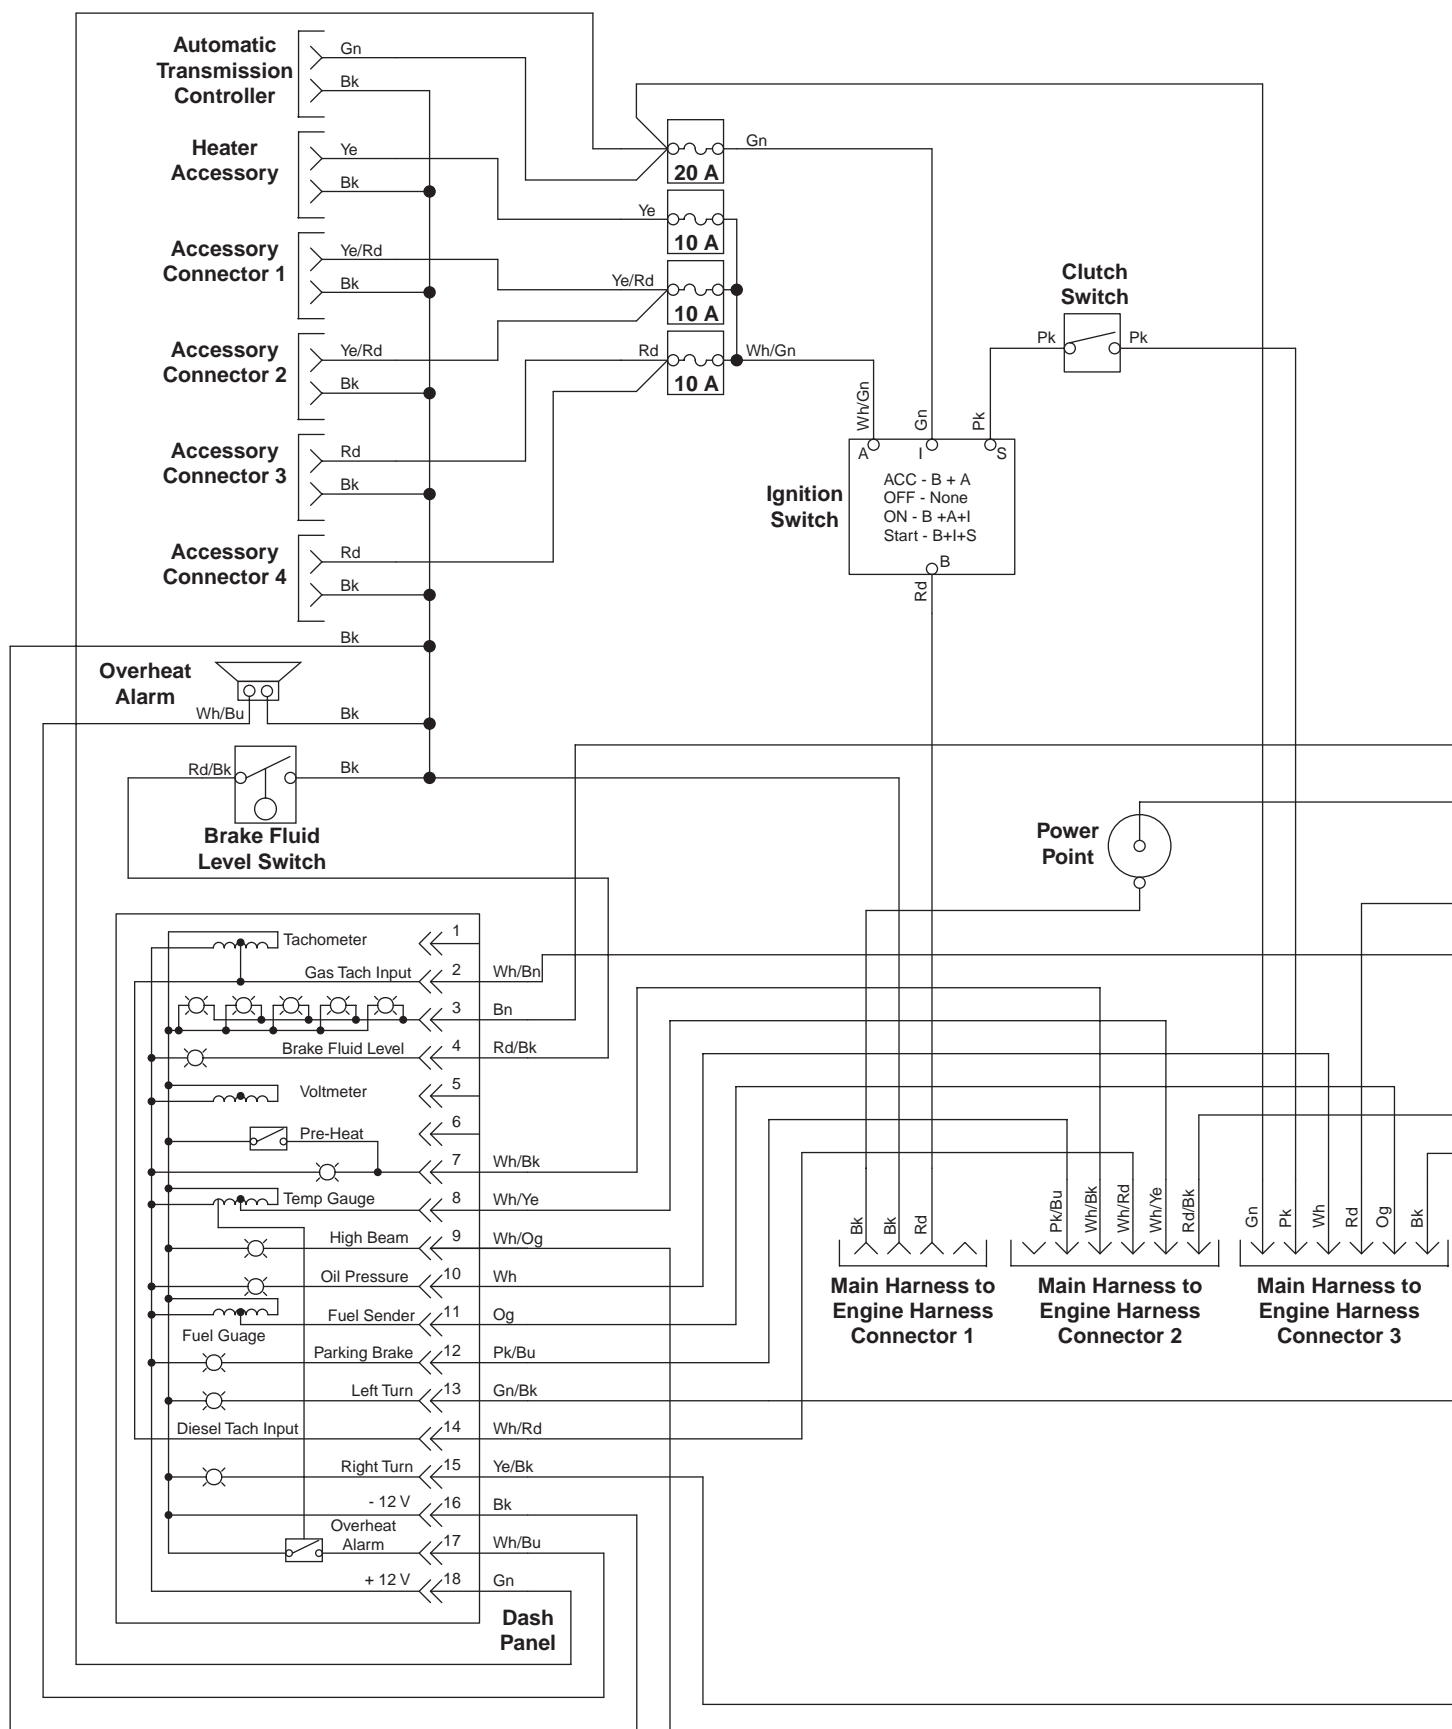 Automatic
Transmission
Controller
Gn
Bk
Heater
Accessory
Ye
Bk
Accessory
Connector 1
Ye/Rd
Bk
Accessory
Connector 2
Ye/Rd
Bk
Accessory
Connector 3
Rd
Bk
Accessory
Connector 4
Rd
Bk
Bk
Gn
20 A
Ye
10 A
Ye/Rd
10 A
Rd
Wh/Gn
10 A
Clutch
Switch
Pk
Pk
Wh/Gn
Gn
Pk
A
I
S
Ignition
Switch
ACC - B + A
OFF - None
ON - B +A+I
Start - B+I+S
B
Rd
Overheat
Alarm
Wh/Bu
Bk
Rd/Bk
Bk
Brake Fluid
Level Switch
Power
Point
Tachometer
1
Gas Tach Input
2
Wh/Bn
3
Bn
Brake Fluid Level
4
Rd/Bk
Voltmeter
5
Pre-Heat
6
7
Wh/Bk
Temp Gauge
8
Wh/Ye
High Beam
9
Wh/Og
Oil Pressure
10
Wh
Fuel Sender
11
Og
Fuel Guage
Parking Brake
12
Pk/Bu
Left Turn
13
Gn/Bk
Diesel Tach Input
14
Wh/Rd
Right Turn
15
Ye/Bk
- 12 V
16
Bk
Overheat
Alarm
17
Wh/Bu
+ 12 V
18
Gn
Dash
Panel
Bk
Bk
Rd
Main Harness to
Engine Harness
Connector 1
Pk/Bu
Wh/Bk
Wh/Rd
Wh/Ye
Rd/Bk
Main Harness to
Engine Harness
Connector 2
Gn
Pk
Wh
Rd
Og
Bk
Main Harness to
Engine Harness
Connector 3